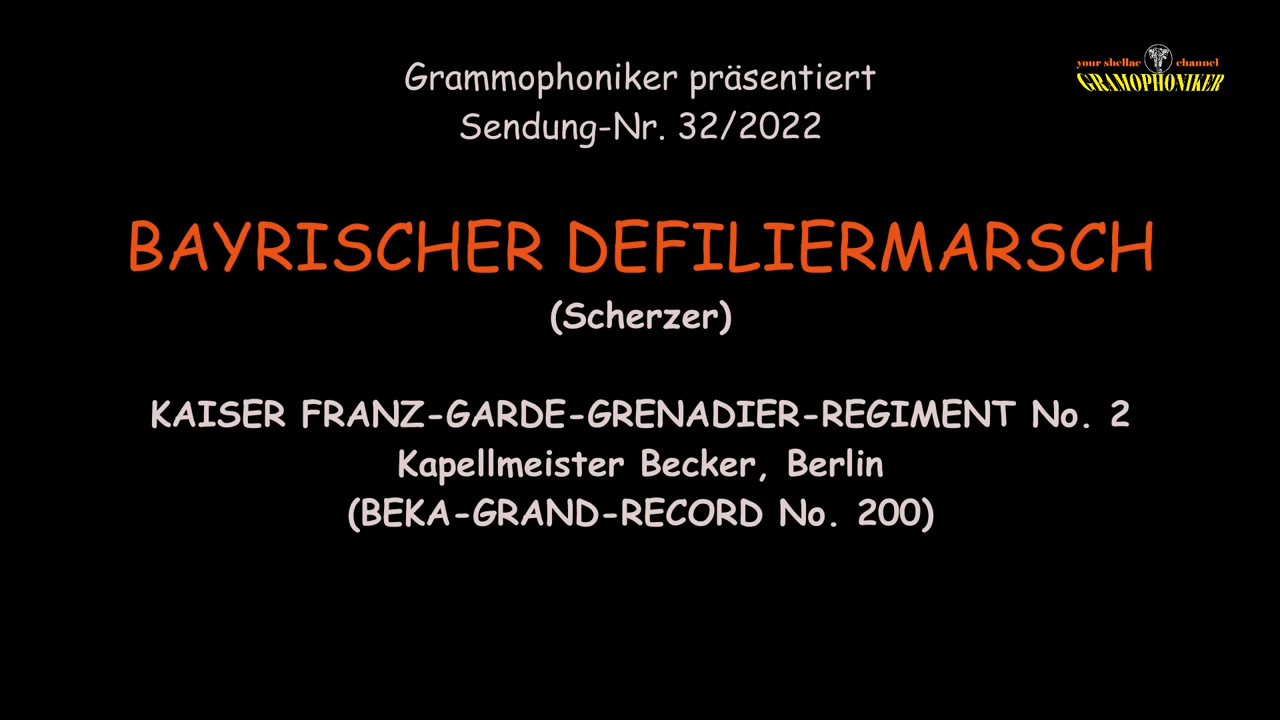 Grammophoniker präsentiert
Sendung-Nr. 32/2022
your shellac channel
GRAMOPHONIKER
BAYRISCHER DEFILIERMARSCH
(Scherzer)
KAISER FRANZ-GARDE-GRENADIER-REGIMENT No. 2
Kapellmeister Becker, Berlin
(BEKA-GRAND-RECORD No. 200)